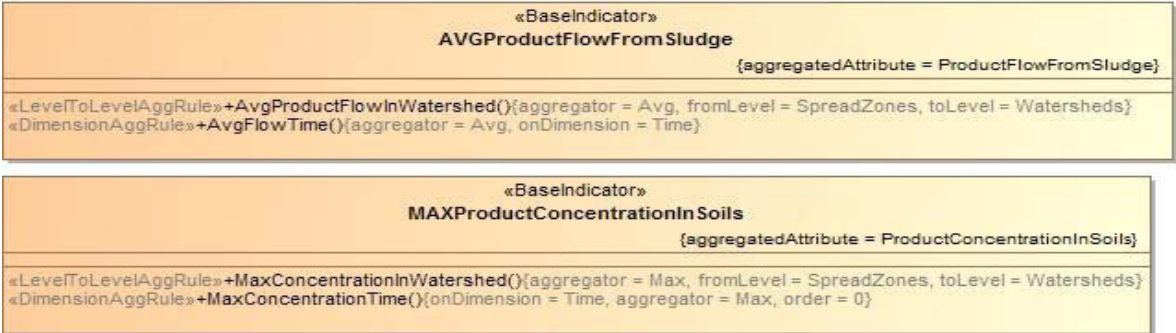 «BaseIndicator»
AVGProductFlowFromSludge
{aggregatedAttribute = ProductFlowFromSludge}
«LevelToLevelAggRule»+AvgProductFlowInWatershed(){aggregator = Avg, fromLevel = SpreadZones, toLevel = Watersheds}
«DimensionAggRule»+AvgFlowTime(){aggregator = Avg, onDimension = Time}
«BaseIndicator»
MAXProductConcentrationInSoils
{aggregatedAttribute = ProductConcentrationInSoils}
«LevelToLevelAggRule»+MaxConcentrationInWatershed(){aggregator = Max, fromLevel = SpreadZones, toLevel = Watersheds}
«DimensionAggRule»+MaxConcentrationTime(){onDimension = Time, aggregator = Max, order = 0}